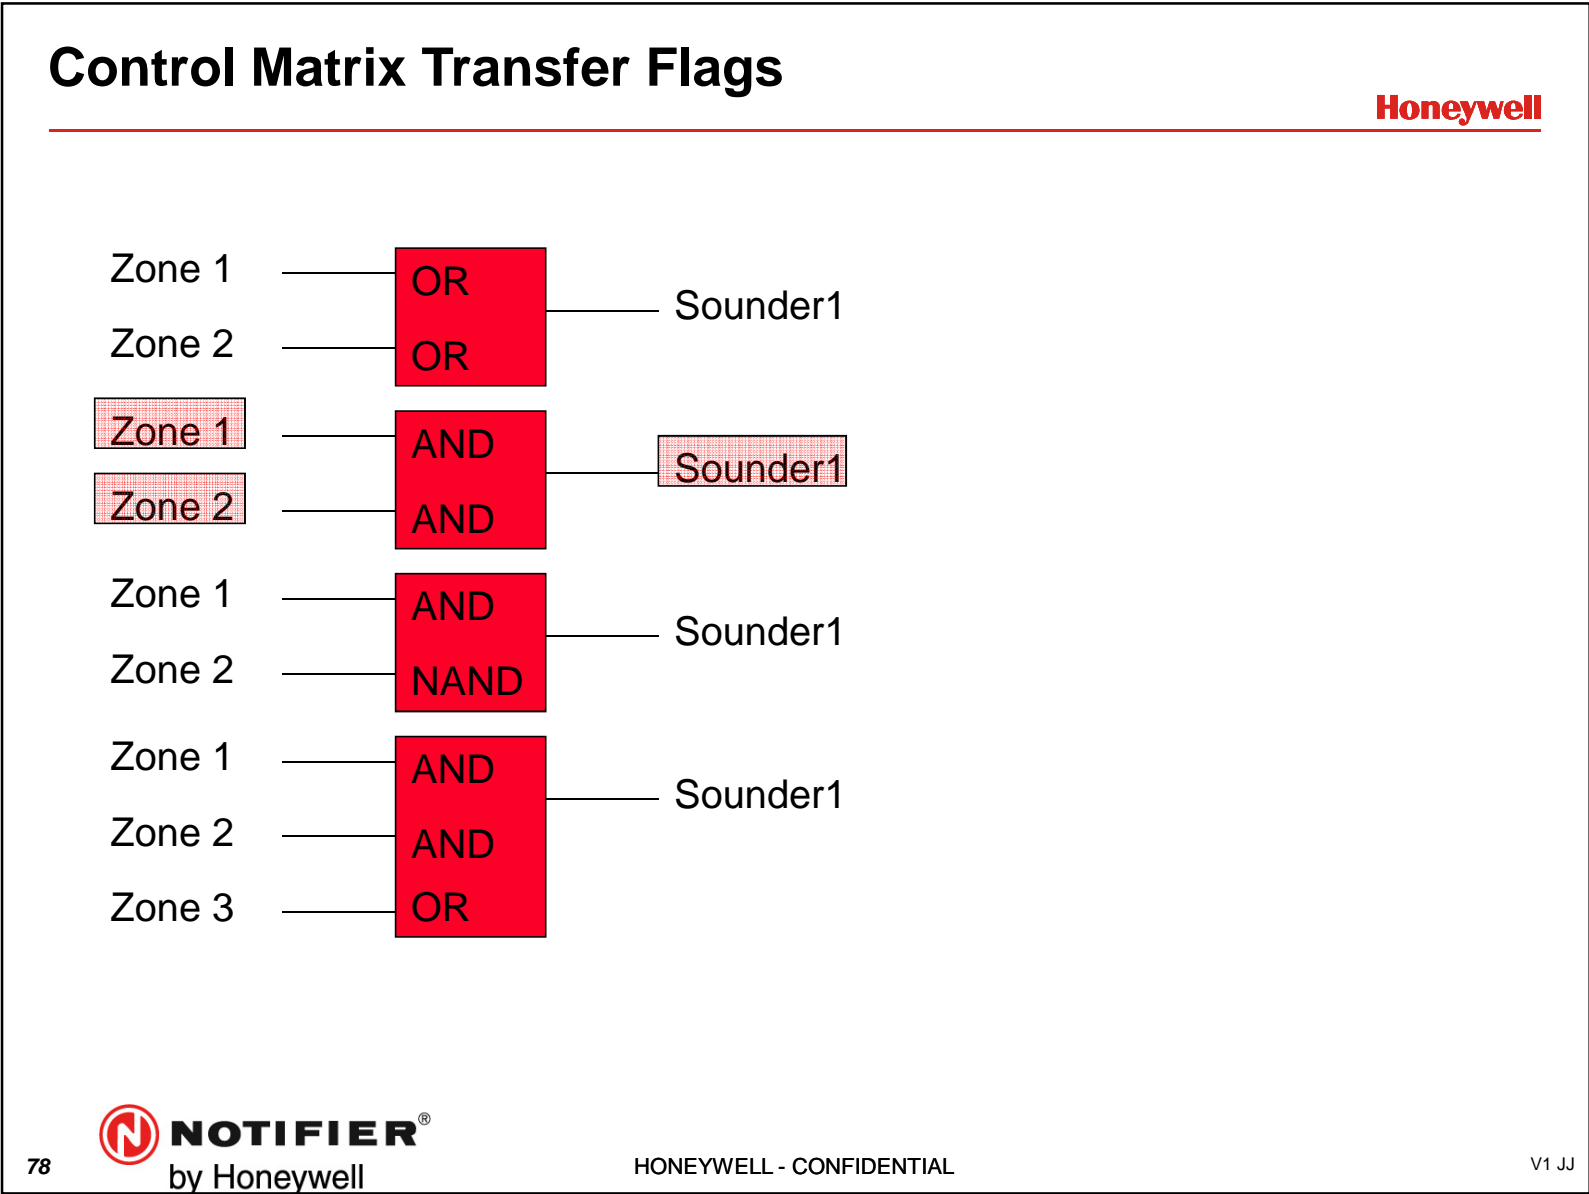 Control Matrix Transfer Flags
Honeywell
Zone 1
OR
Sounder1
Zone 2
OR
Zone 1
AND
Sounder1
Zone 2
AND
Zone 1
AND
Sounder1
Zone 2
NAND
Zone 1
AND
Sounder1
Zone 2
AND
Zone 3
OR
N NOTIFIER®
by Honeywell
78
HONEYWELL - CONFIDENTIAL
V1 JJ